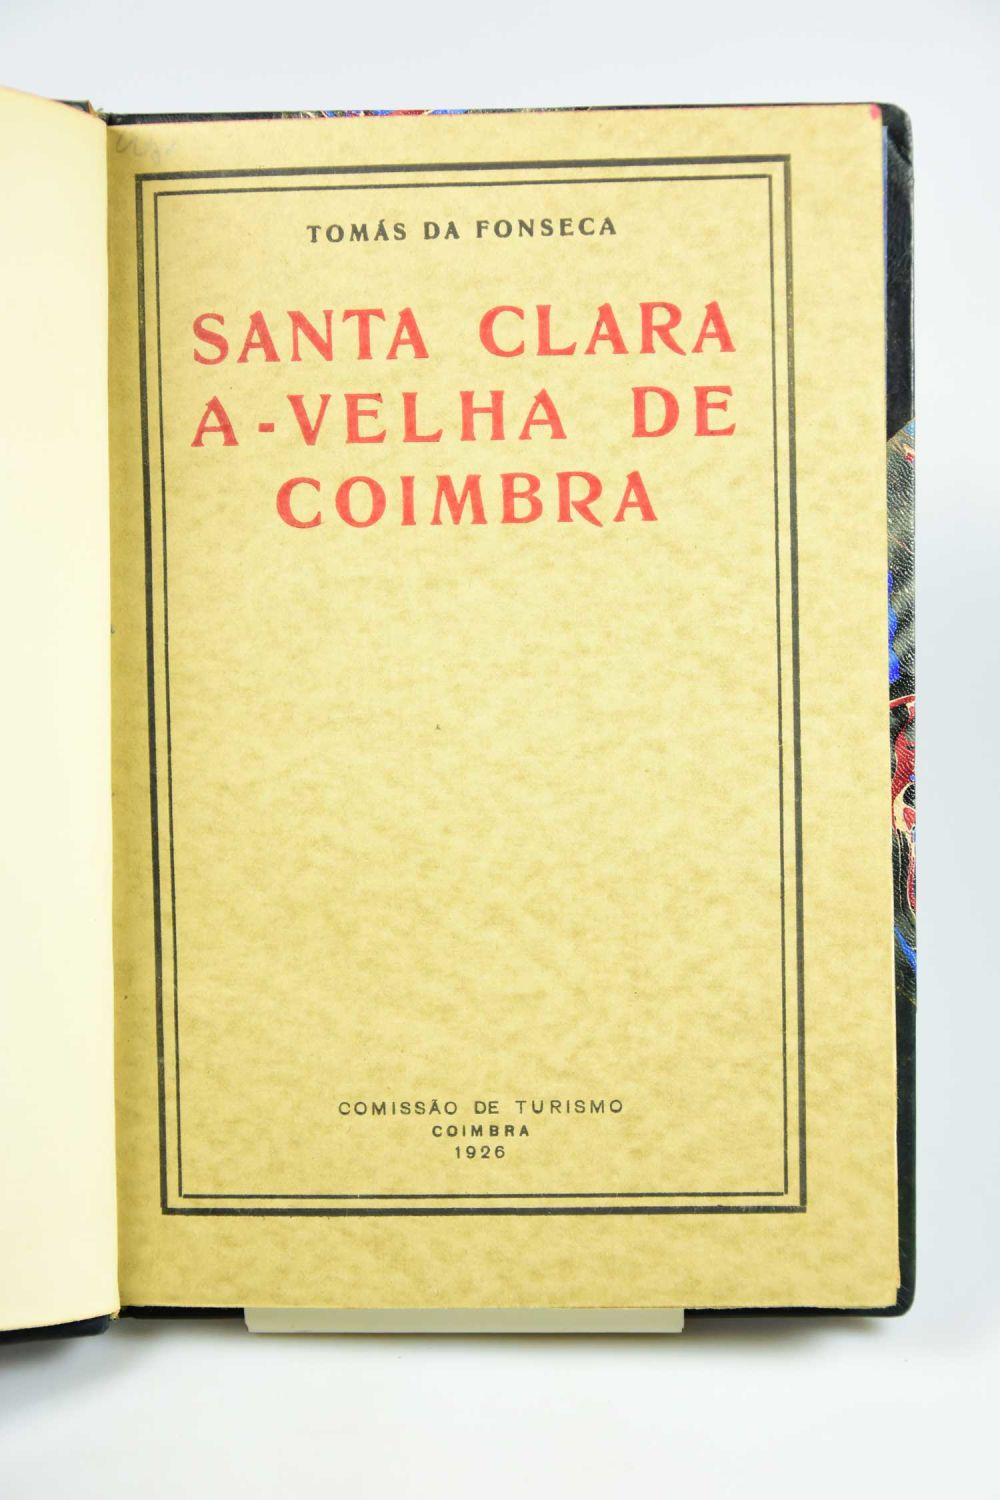 TOMÁS DA FONSECA
SANTA CLARA
A-VELHA DE
COIMBRA
COMISSÃO DE TURISMO
COIMBRA
1926